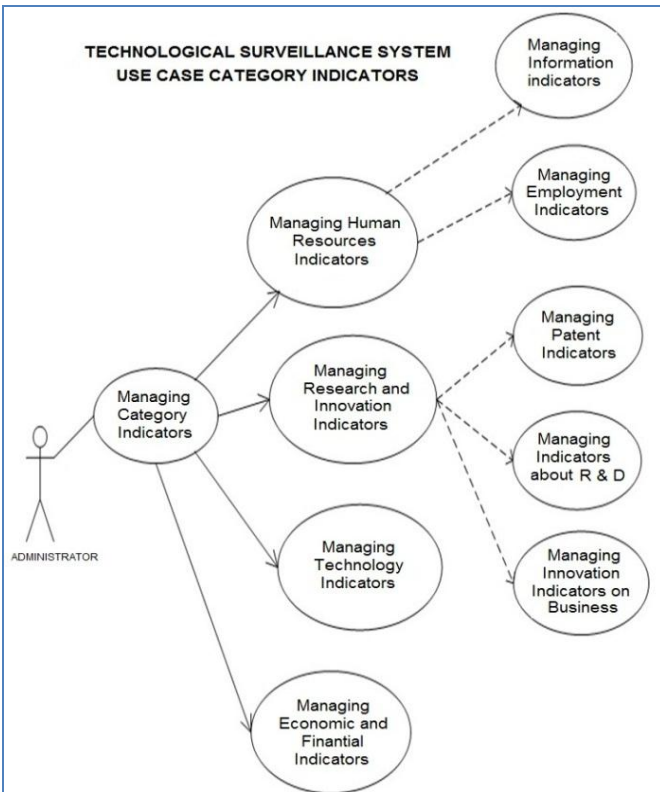 TECHNOLOGICAL SURVEILLANCE SYSTEM
USE CASE CATEGORY INDICATORS
Managing
Information
indicators
Managing
Employment
Indicators
Managing Human
Resources
Indicators
Managing
Patent
Indicators
Managing
Research and
Innovation
Indicators
Managing
Category
Indicators
Managing
Indicators
about R & D
ADMINISTRATOR
Managing
Technology
Indicators
Managing
Innovation
Indicators on
Business
Managing
Economic and
Finantial
Indicators